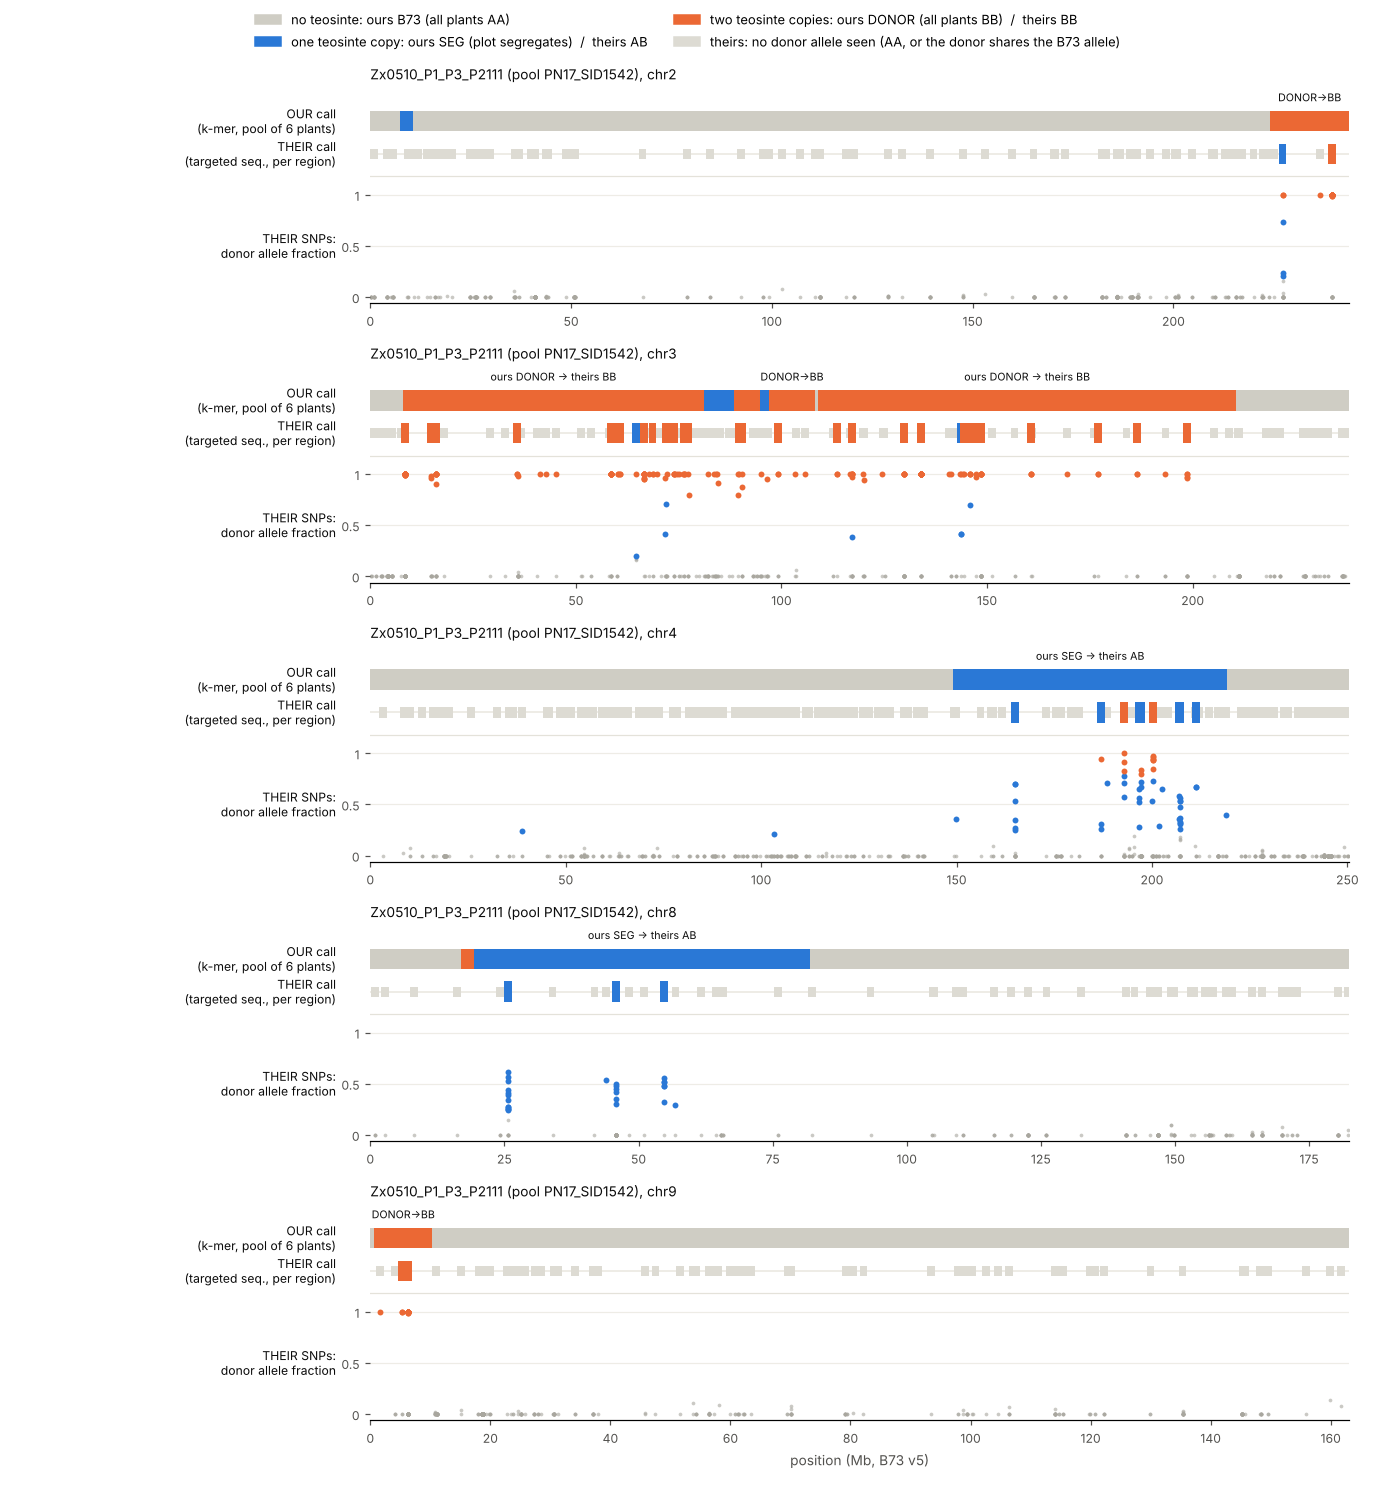 no teosinte: ours B73 (all plants AA)
two teosinte copies: ours DONOR (all plants BB)  /  theirs BB
one teosinte copy: ours SEG (plot segregates)  /  theirs AB
theirs: no donor allele seen (AA, or the donor shares the B73 allele)
Zx0510_P1_P3_P2111 (pool PN17_SID1542), chr2
DONOR→BB
OUR call
(k-mer, pool of 6 plants)
THEIR call
(targeted seq., per region)
1
THEIR SNPs:
donor allele fraction
0.5
0
0 50 100 150 200
Zx0510_P1_P3_P2111 (pool PN17_SID1542), chr3
ours DONOR → theirs BB DONOR→BB ours DONOR → theirs BB
OUR call
(k-mer, pool of 6 plants)
THEIR call
(targeted seq., per region)
1
THEIR SNPs:
donor allele fraction
0.5
0
0 50 100 150 200
Zx0510_P1_P3_P2111 (pool PN17_SID1542), chr4
ours SEG → theirs AB
OUR call
(k-mer, pool of 6 plants)
THEIR call
(targeted seq., per region)
1
THEIR SNPs:
donor allele fraction
0.5
0
0 50 100 150 200 250
Zx0510_P1_P3_P2111 (pool PN17_SID1542), chr8
ours SEG → theirs AB
OUR call
(k-mer, pool of 6 plants)
THEIR call
(targeted seq., per region)
1
THEIR SNPs:
donor allele fraction
0.5
0
0 25 50 75 100 125 150 175
Zx0510_P1_P3_P2111 (pool PN17_SID1542), chr9
DONOR→BB
OUR call
(k-mer, pool of 6 plants)
THEIR call
(targeted seq., per region)
1
THEIR SNPs:
donor allele fraction
0.5
0
0 20 40 60 80 100 120 140 160
position (Mb, B73 v5)